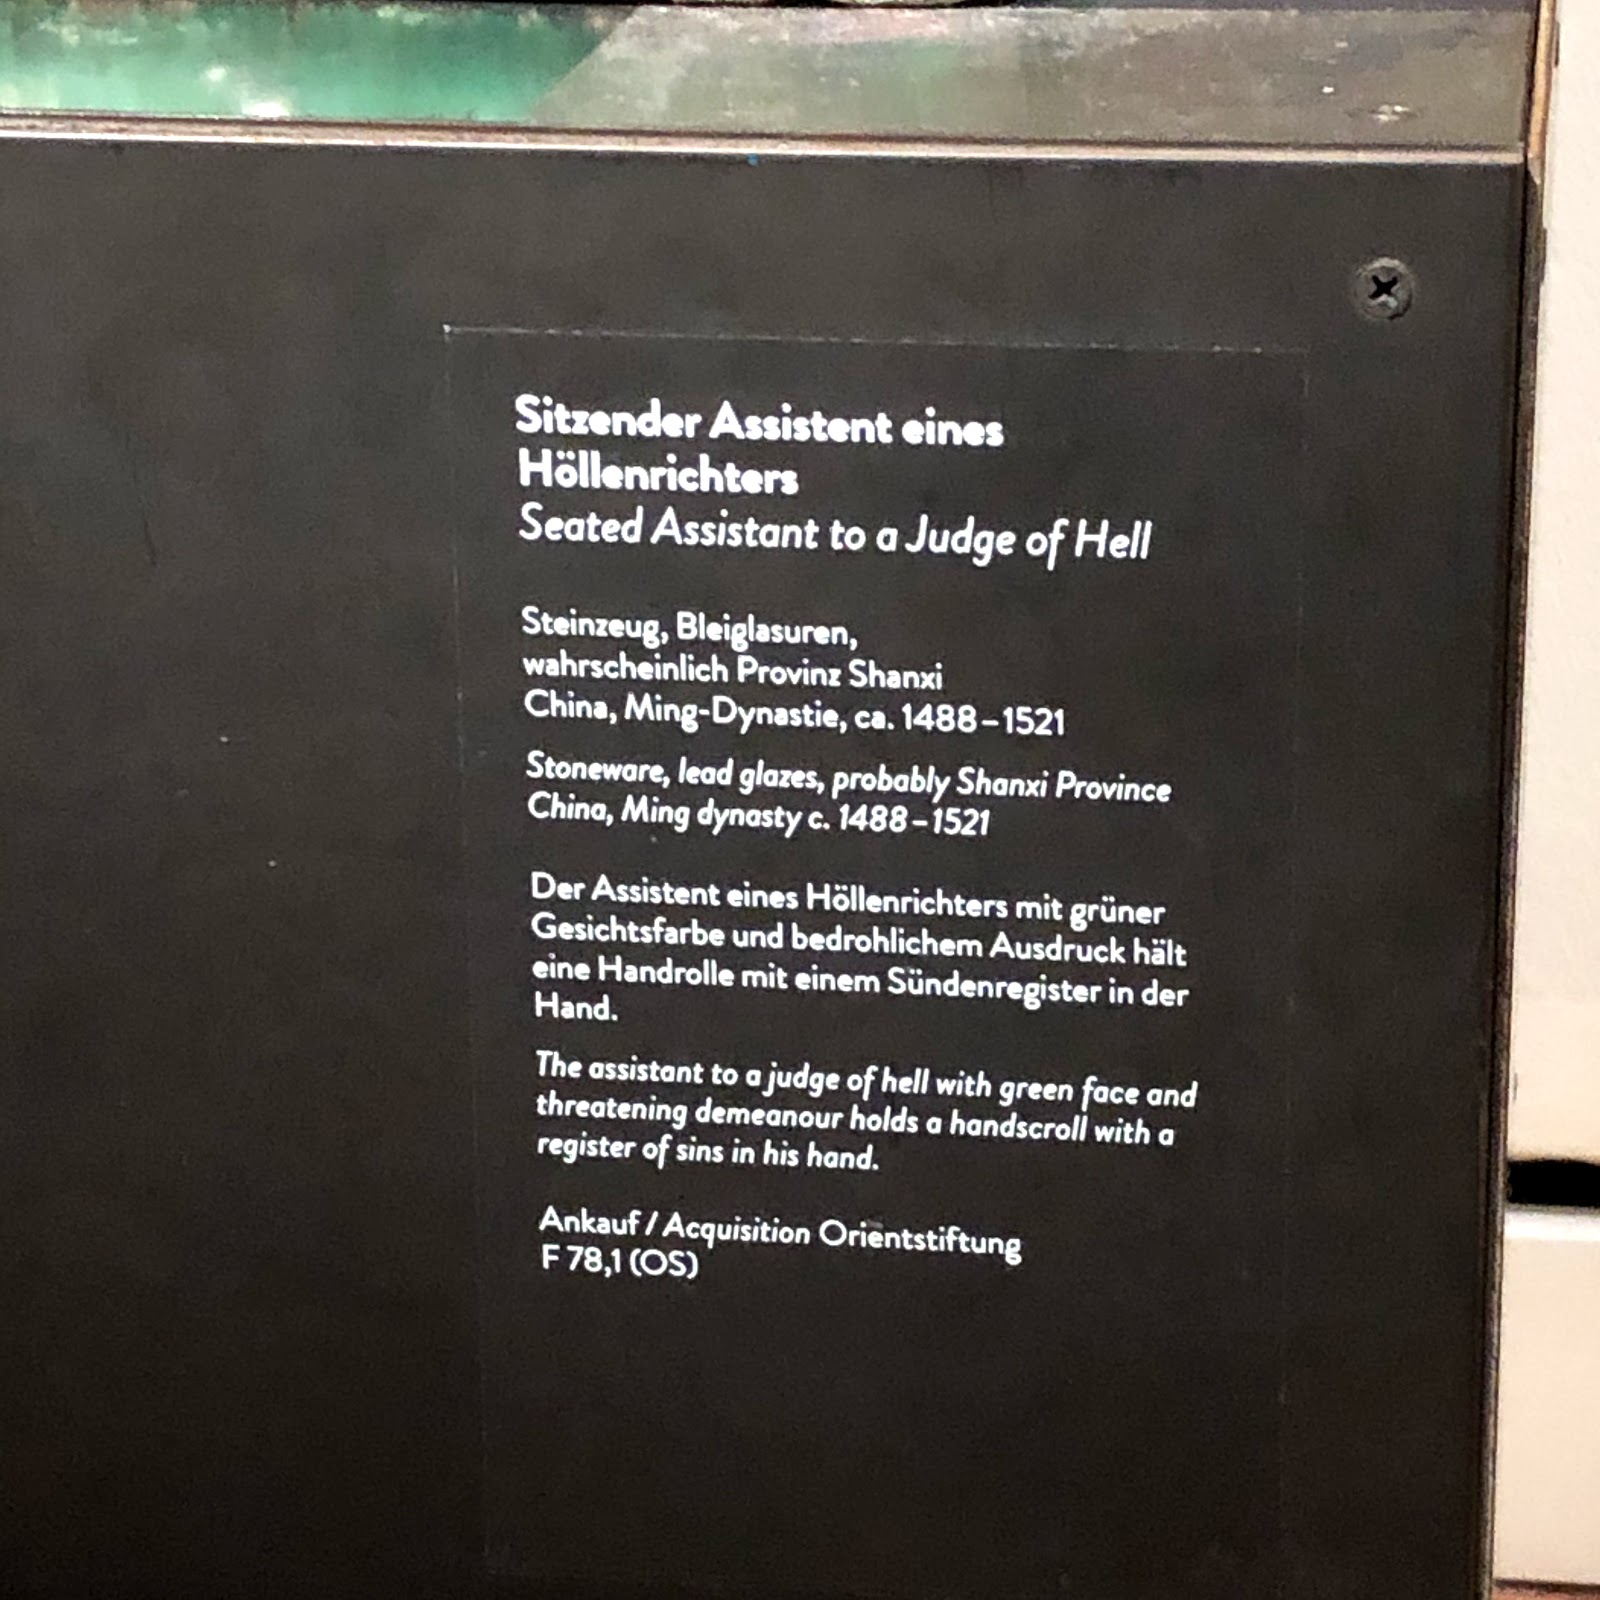 Sitzender Assistent eines
Höllenrichters
Seated Assistant to a Judge of Hell
Steinzeug, Bleiglasuren,
wahrscheinlich Provinz Shanxi
China, Ming-Dynastie, ca. 1488–1521
Stoneware, lead glazes, probably Shanxi Province
China, Ming dynasty c. 1488–1521
Der Assistent eines Höllenrichters mit grüner
Gesichtsfarbe und bedrohlichem Ausdruck hält
eine Handrolle mit einem Sündenregister in der
Hand.
The assistant to a judge of hell with green face and
threatening demeanour holds a handscroll with a
register of sins in his hand.
Ankauf / Acquisition Orientstiftung
F 78,1 (OS)